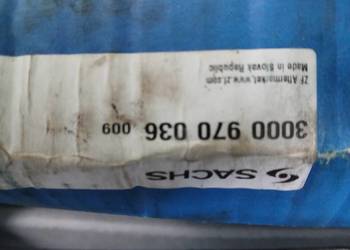 SACHS
3000 970 036 009
ZF Aftermarket, www.zf.com
Made in Slovak Republic